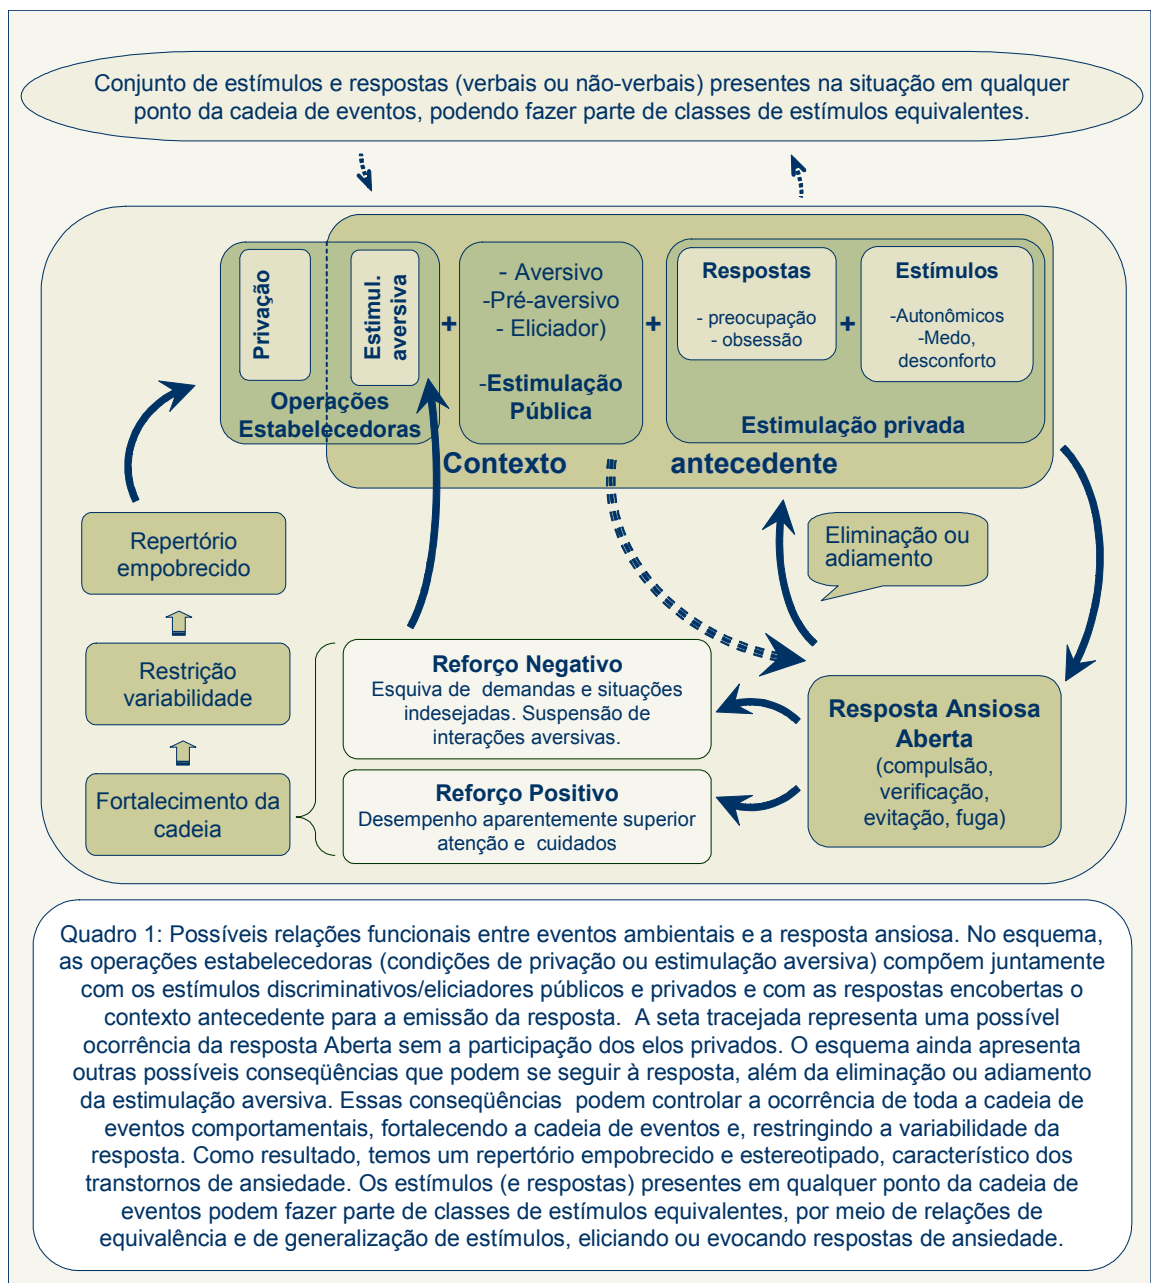 Conjunto de estímulos e respostas (verbais ou não-verbais) presentes na situação em qualquer
ponto da cadeia de eventos, podendo fazer parte de classes de estímulos equivalentes.
Privação
Estimul.
aversiva
Operações
Estabelecedoras
+
- Aversivo
-Pré-aversivo
- Eliciador)
-Estimulação
Pública
+
Respostas
- preocupação
- obsessão
+
Estímulos
-Autonômicos
-Medo,
desconforto
Estimulação privada
Contexto antecedente
Eliminação ou
adiamento
Repertório
empobrecido
Restrição
variabilidade
Fortalecimento da
cadeia
Reforço Negativo
Esquiva de demandas e situações
indesejadas. Suspensão de
interações aversivas.
Reforço Positivo
Desempenho aparentemente superior
atenção e cuidados
Resposta Ansiosa
Aberta
(compulsão,
verificação,
evitação, fuga)
Quadro 1: Possíveis relações funcionais entre eventos ambientais e a resposta ansiosa. No esquema,
as operações estabelecedoras (condições de privação ou estimulação aversiva) compõem juntamente
com os estímulos discriminativos/eliciadores públicos e privados e com as respostas encobertas o
contexto antecedente para a emissão da resposta. A seta tracejada representa uma possível
ocorrência da resposta Aberta sem a participação dos elos privados. O esquema ainda apresenta
outras possíveis conseqüências que podem se seguir à resposta, além da eliminação ou adiamento
da estimulação aversiva. Essas conseqüências podem controlar a ocorrência de toda a cadeia de
eventos comportamentais, fortalecendo a cadeia de eventos e, restringindo a variabilidade da
resposta. Como resultado, temos um repertório empobrecido e estereotipado, característico dos
transtornos de ansiedade. Os estímulos (e respostas) presentes em qualquer ponto da cadeia de
eventos podem fazer parte de classes de estímulos equivalentes, por meio de relações de
equivalência e de generalização de estímulos, eliciando ou evocando respostas de ansiedade.